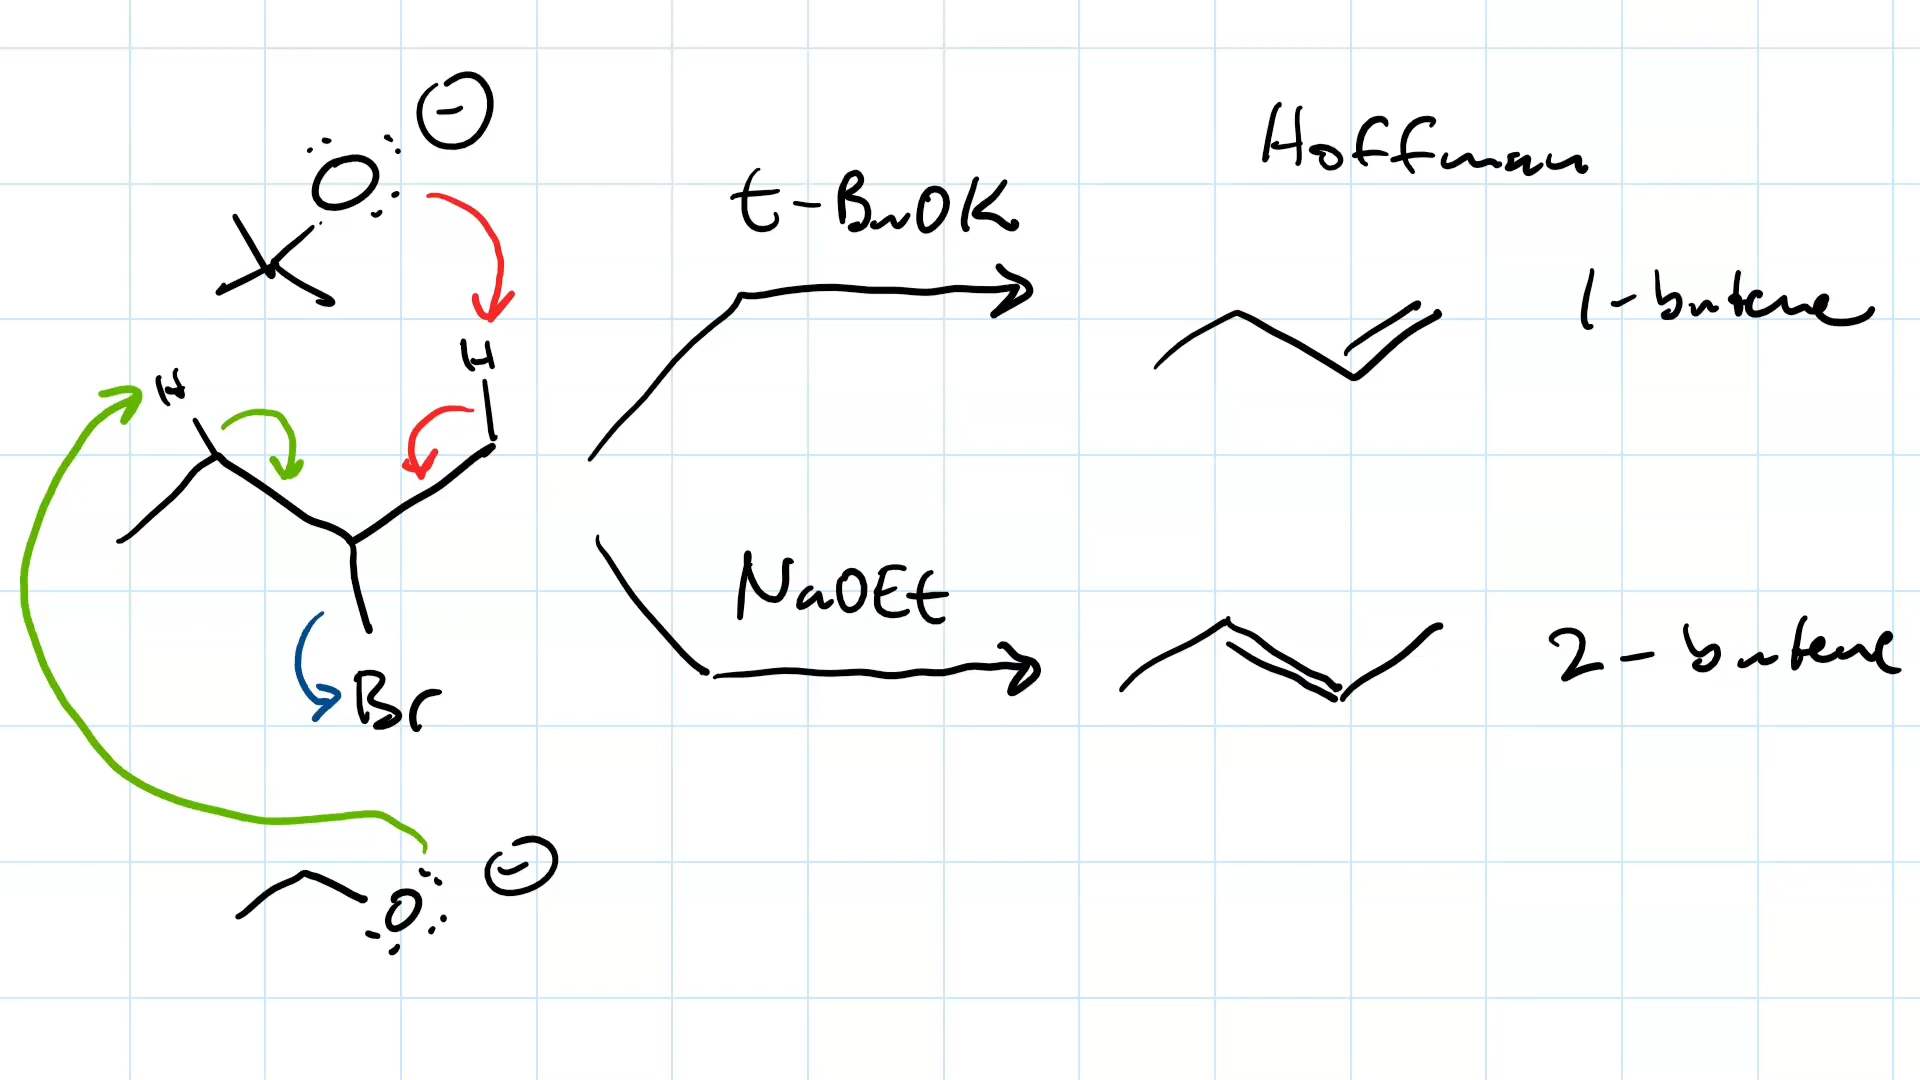 Hoffman
t-BuOK
1-butene
O
H
H
NaOEt
2-butene
Br
O